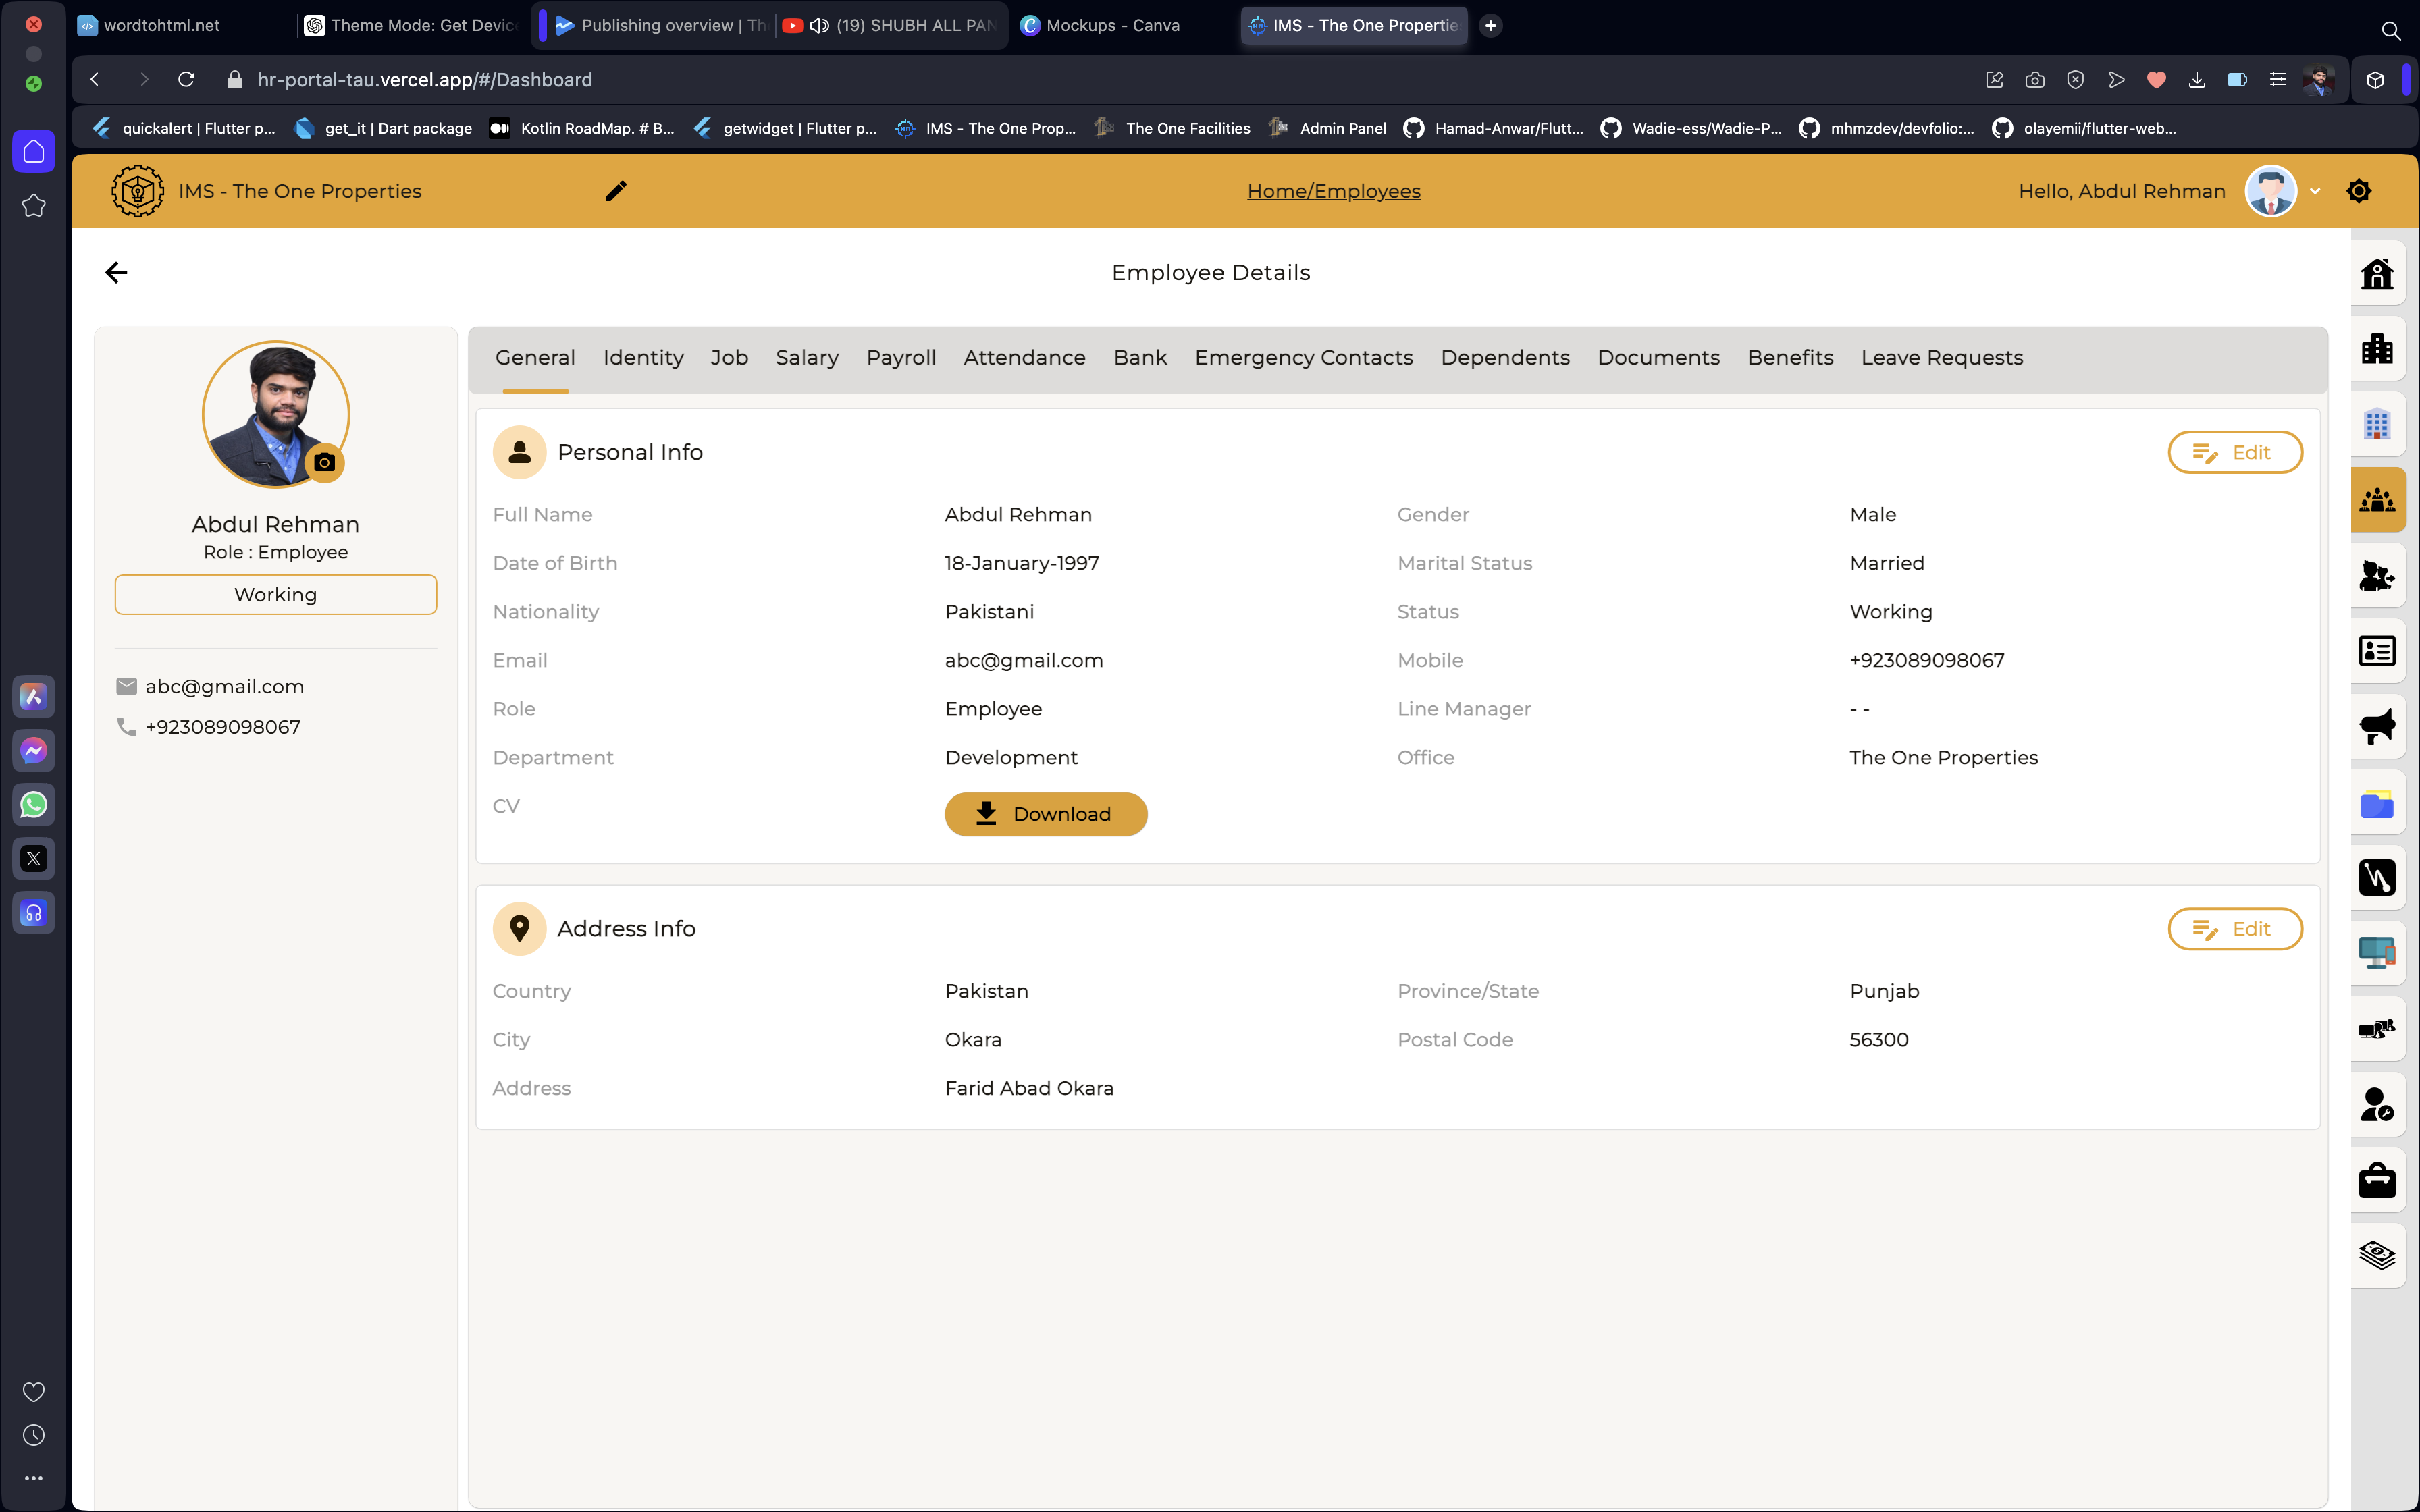 wordtohtml.net
Theme Mode: Get Devic
Publishing overview | Th
(19) SHUBH ALL PAN
Mockups - Canva
IMS - The One Propertie
hr-portal-tau.vercel.app/#/Dashboard
quickalert | Flutter p...
get_it | Dart package
Kotlin RoadMap. # B...
getwidget | Flutter p...
IMS - The One Prop...
The One Facilities
Admin Panel
Hamad-Anwar/Flutt...
Wadie-ess/Wadie-P...
mhmzdev/devfolio:...
olayemii/flutter-web...
IMS - The One Properties
Home/Employees
Hello, Abdul Rehman
Employee Details
Abdul Rehman
Role : Employee
Working
abc@gmail.com
+923089098067
General Identity Job Salary Payroll Attendance Bank Emergency Contacts Dependents Documents Benefits Leave Requests
Personal Info
Edit
Full Name Abdul Rehman Gender Male
Date of Birth 18-January-1997 Marital Status Married
Nationality Pakistani Status Working
Email abc@gmail.com Mobile +923089098067
Role Employee Line Manager - -
Department Development Office The One Properties
CV Download
Address Info
Edit
Country Pakistan Province/State Punjab
City Okara Postal Code 56300
Address Farid Abad Okara